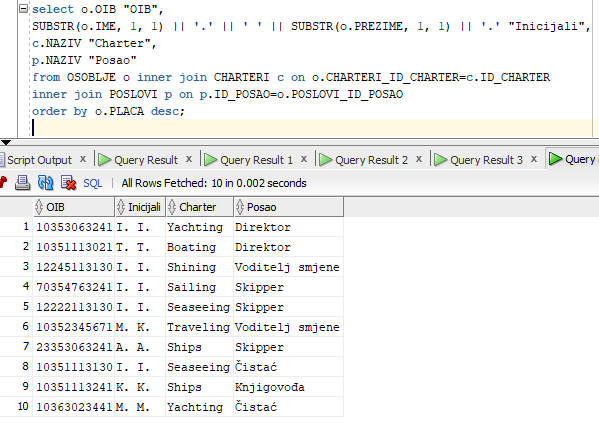 select o.OIB "OIB",
SUBSTR(o.IME, 1, 1) || '.' || ' ' || SUBSTR(o.PREZIME, 1, 1) || '.' "Inicijali",
c.NAZIV "Charter",
p.NAZIV "Posao"
from OSOBLJE o inner join CHARTERI c on o.CHARTERI_ID_CHARTER=c.ID_CHARTER
inner join POSLOVI p on p.ID_POSAO=o.POSLOVI_ID_POSAO
order by o.PLACA desc;
Script Output x Query Result x Query Result 1 x Query Result 2 x Query Result 3 x Query
SQL | All Rows Fetched: 10 in 0.002 seconds
OIB Inicijali Charter Posao
1 10353063241 I. I. Yachting Direktor
2 10351113021 T. T. Boating Direktor
3 12245113130 I. I. Shining Voditelj smjene
4 70354763241 I. I. Sailing Skipper
5 12222113130 I. I. Seaseeing Skipper
6 10352345671 M. K. Traveling Voditelj smjene
7 23353063241 A. A. Ships Skipper
8 10351113130 I. I. Seaseeing Čistać
9 10351113241 K. K. Ships Knjigovođa
10 10363023441 M. M. Yachting Čistać